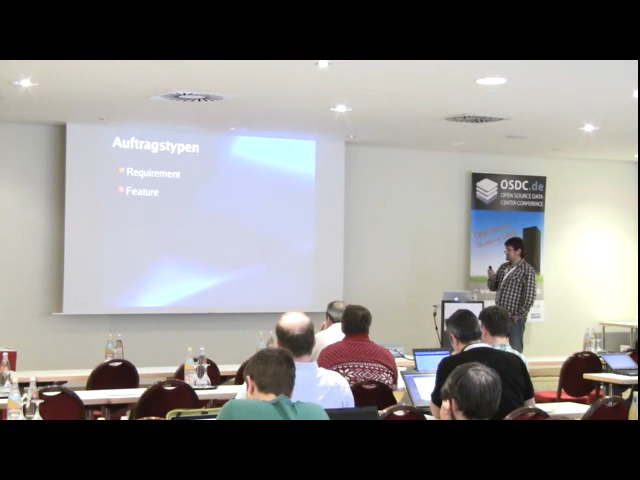 Auftragstypen
Requirement
Feature
OSDC.de
OPEN SOURCE DATA
CENTER CONFERENCE